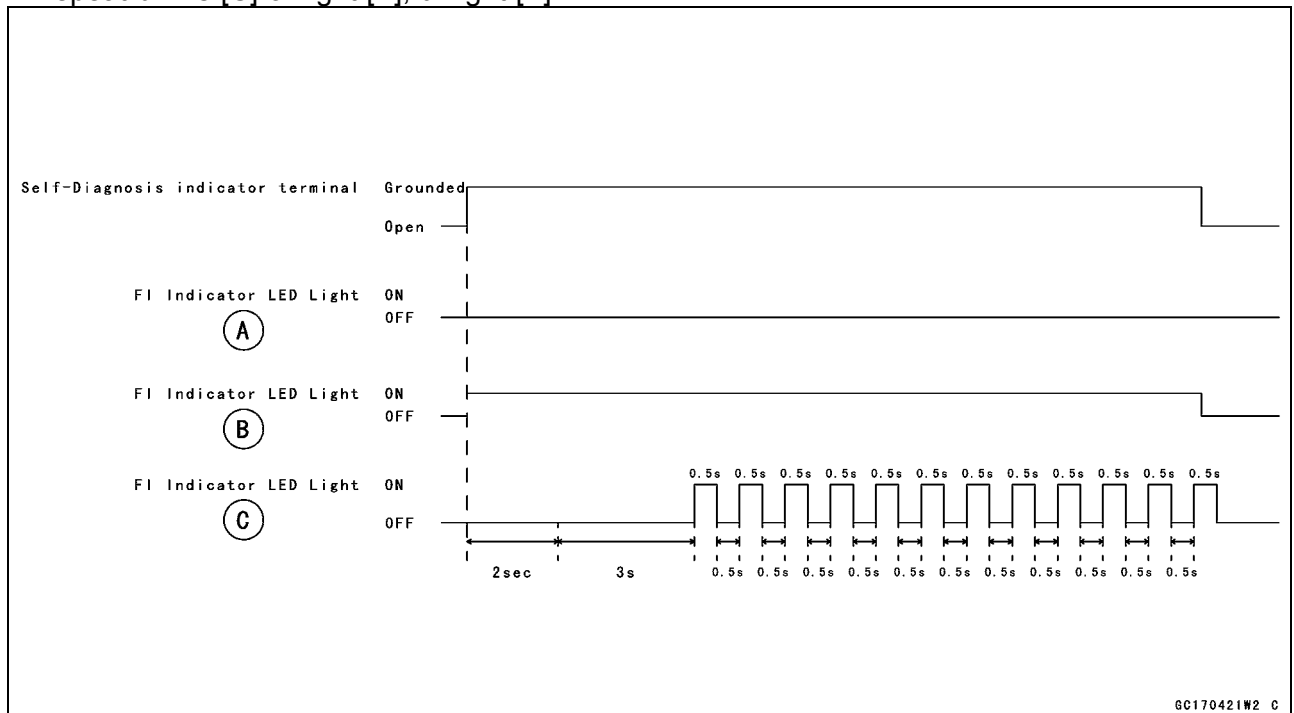 Self-Diagnosis indicator terminal Grounded
Open
FI Indicator LED Light ON
OFF
A
FI Indicator LED Light ON
OFF
B
0.5s 0.5s 0.5s 0.5s 0.5s 0.5s 0.5s 0.5s 0.5s 0.5s 0.5s 0.5s
FI Indicator LED Light ON
OFF
C
2sec 3s 0.5s 0.5s 0.5s 0.5s 0.5s 0.5s 0.5s 0.5s 0.5s 0.5s 0.5s
GC170421W2 C